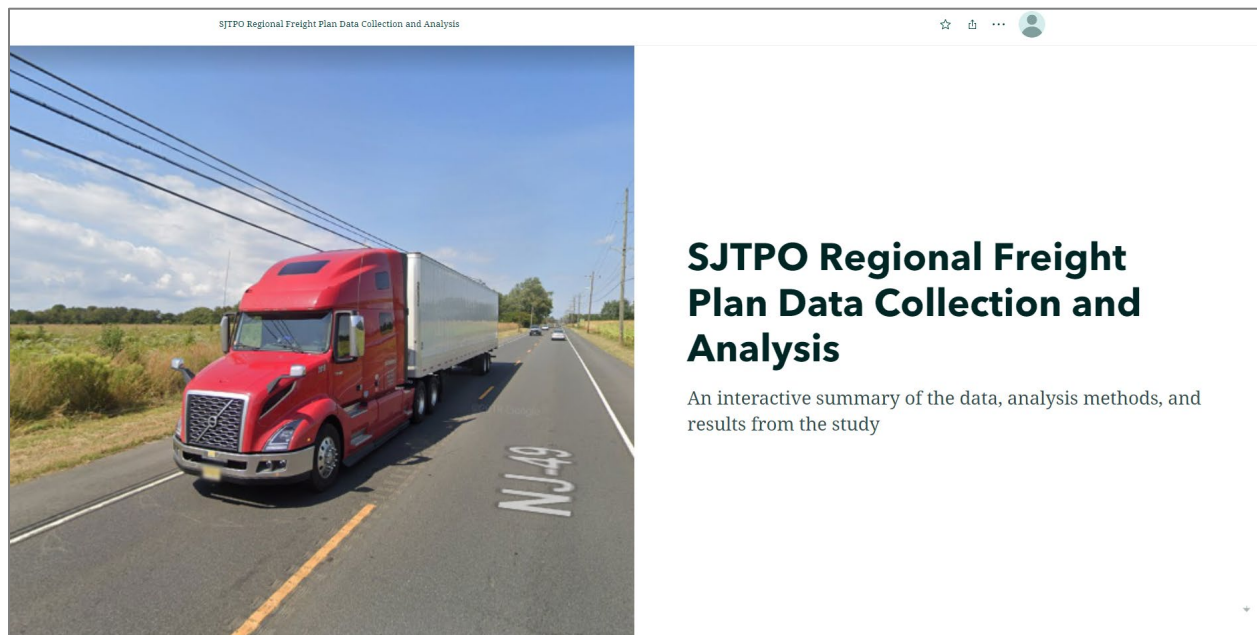 SJTPO Regional Freight Plan Data Collection and Analysis
NJ-49
SJTPO Regional Freight
Plan Data Collection and
Analysis
An interactive summary of the data, analysis methods, and
results from the study